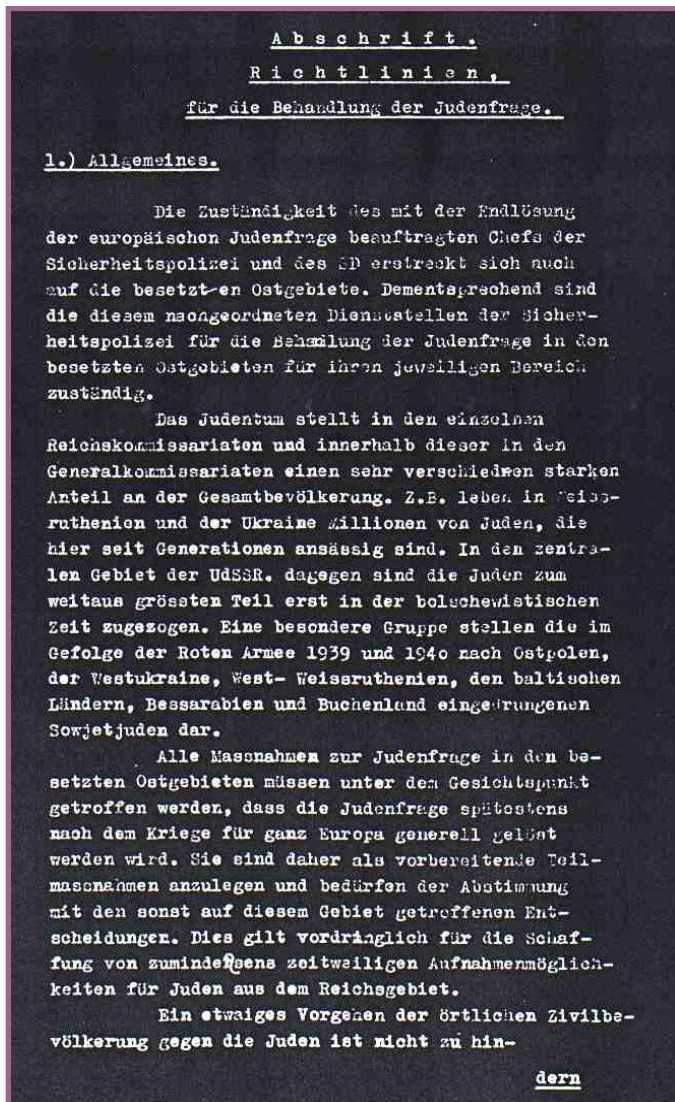 A b s c h r i f t .
R i c h t l i n i e n ,
für die Behandlung der Judenfrage.
1.) Allgemeines.
Die Zuständigkeit des mit der Endlösung
der europäischen Judenfrage beauftragten Chefs der
Sicherheitspolizei und des SD erstreckt sich auch
auf die besetzten Ostgebiete. Dementsprechend sind
die diesem nachgeordneten Dienststellen der Sicher-
heitspolizei für die Behandlung der Judenfrage in den
besetzten Ostgebieten für ihren jeweiligen Bereich
zuständig.
Das Judentum stellt in den einzelnen
Reichskommissariaten und innerhalb dieser in den
Generalkommissariaten einen sehr verschiednen starken
Anteil an der Gesamtbevölkerung. Z.B. leben in Weiss-
ruthenien und der Ukraine Millionen von Juden, die
hier seit Generationen ansässig sind. In den zentra-
len Gebiet der UdSSR. dagegen sind die Juden zum
weitaus grössten Teil erst in der bolschewistischen
Zeit zugezogen. Eine besondere Gruppe stellen die im
Gefolge der Roten Armee 1939 und 1940 nach Ostpolen,
der Westukraine, West- Weissruthenien, den baltischen
Ländern, Bessarabien und Buchenland eingedrungenen
Sowjetjuden dar.
Alle Massnahmen zur Judenfrage in den be-
setzten Ostgebieten müssen unter dem Gesichtspunkt
getroffen werden, dass die Judenfrage spätestens
nach dem Kriege für ganz Europa generell gelöst
werden wird. Sie sind daher als vorbereitende Teil-
massnahmen anzulegen und bedürfen der Abstimmung
mit den sonst auf diesem Gebiet getroffenen Ent-
scheidungen. Dies gilt vordringlich für die Schaf-
fung von zumindesens zeitweiligen Aufnahmenmöglich-
keiten für Juden aus dem Reichsgebiet.
Ein etwaiges Vorgehen der örtlichen Zivilbe-
völkerung gegen die Juden ist nicht zu hin-
dern